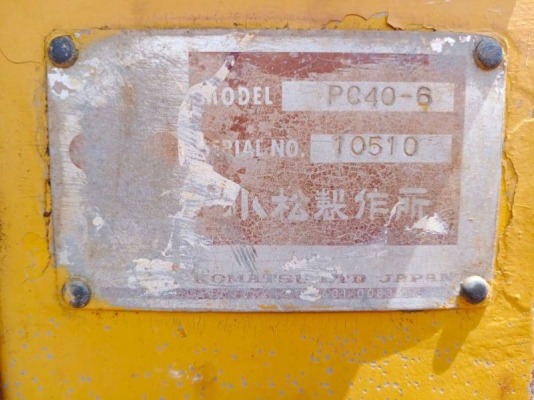 MODEL PC40-6
SERIAL NO. 10510
小松製作所
KOMATSU LTD JAPAN